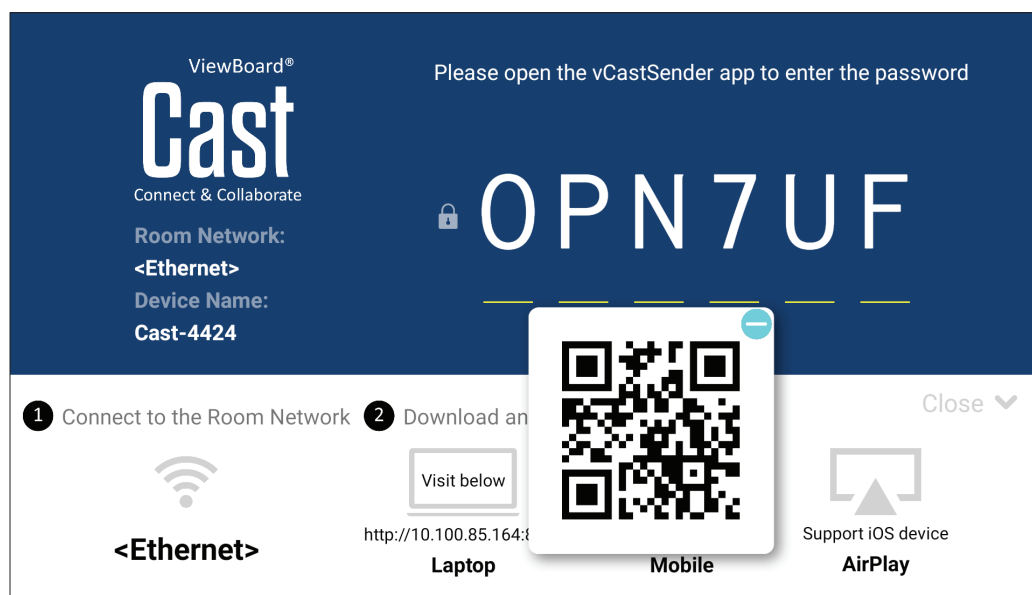 ViewBoard®
Cast
Connect & Collaborate
Room Network:
<Ethernet>
Device Name:
Cast-4424
Please open the vCastSender app to enter the password
OPN7UF
1 Connect to the Room Network
<Ethernet>
2 Download an
Close
Visit below
http://10.100.85.164:8
Laptop
Mobile
Support iOS device
AirPlay